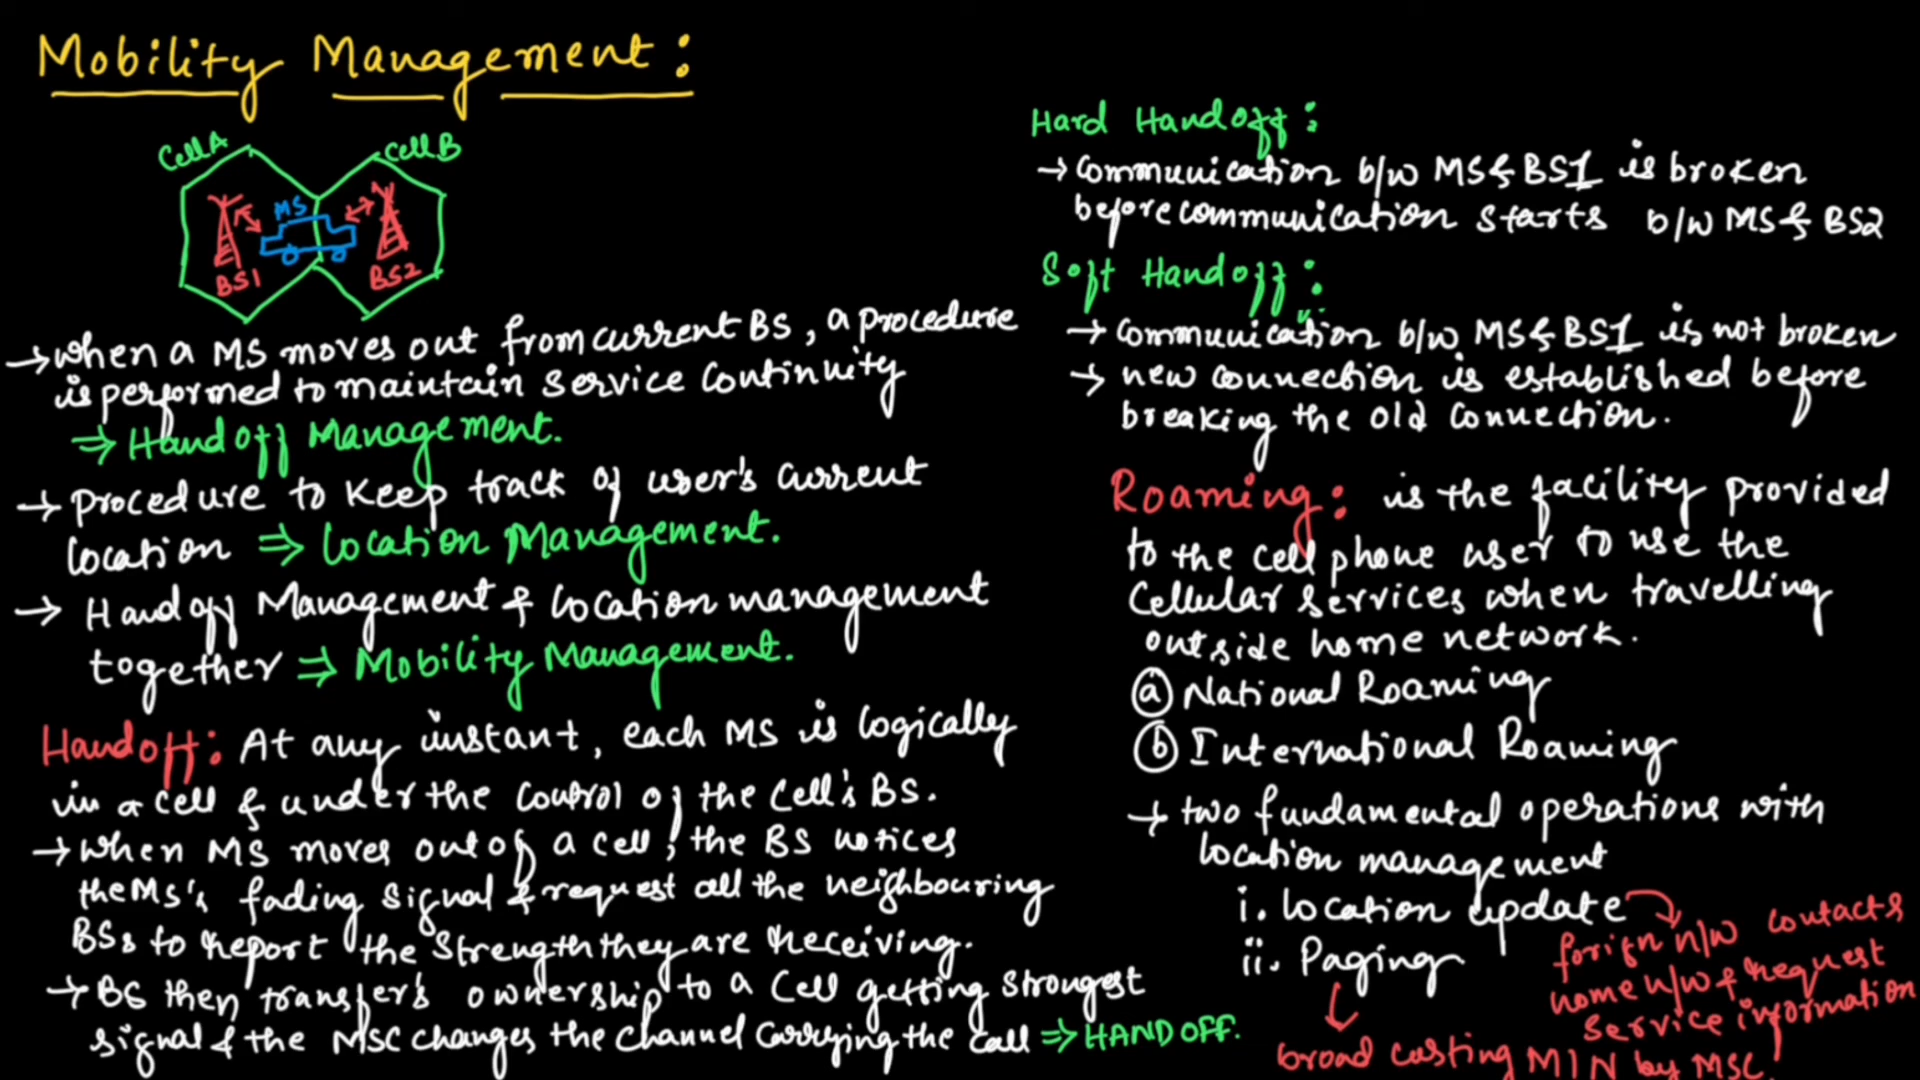 Mobility Management:
Cell A
Cell B
MS
BS1
BS2
→ when a MS moves out from current BS, a procedure
is performed to maintain service continuity
⇒ Handoff Management.
→ procedure to keep track of user's current
location ⇒ Location Management.
→ Handoff Management & location management
together ⇒ Mobility Management.
Handoff: At any instant, each MS is logically
in a cell & under the control of the cell's BS.
→ when MS moves out of a cell, the BS notices
the MS's fading signal & request all the neighbouring
BSs to report the strength they are receiving.
→ BS then transfer's ownership to a cell getting strongest
signal & the MSC changes the channel carrying the call ⇒ HAND OFF.
Hard Handoff:
→ communication b/w MS & BS1 is broken
before communication starts b/w MS & BS2
Soft Handoff:
→ communication b/w MS & BS1 is not broken
→ new connection is established before
breaking the old connection.
Roaming: is the facility provided
to the cell phone user to use the
cellular services when travelling
outside home network.
(a) National Roaming
(b) International Roaming
→ two fundamental operations with
location management
i. location update
ii. Paging
forign n/w contacts
home n/w & request
service information
broad casting MIN by MSC.